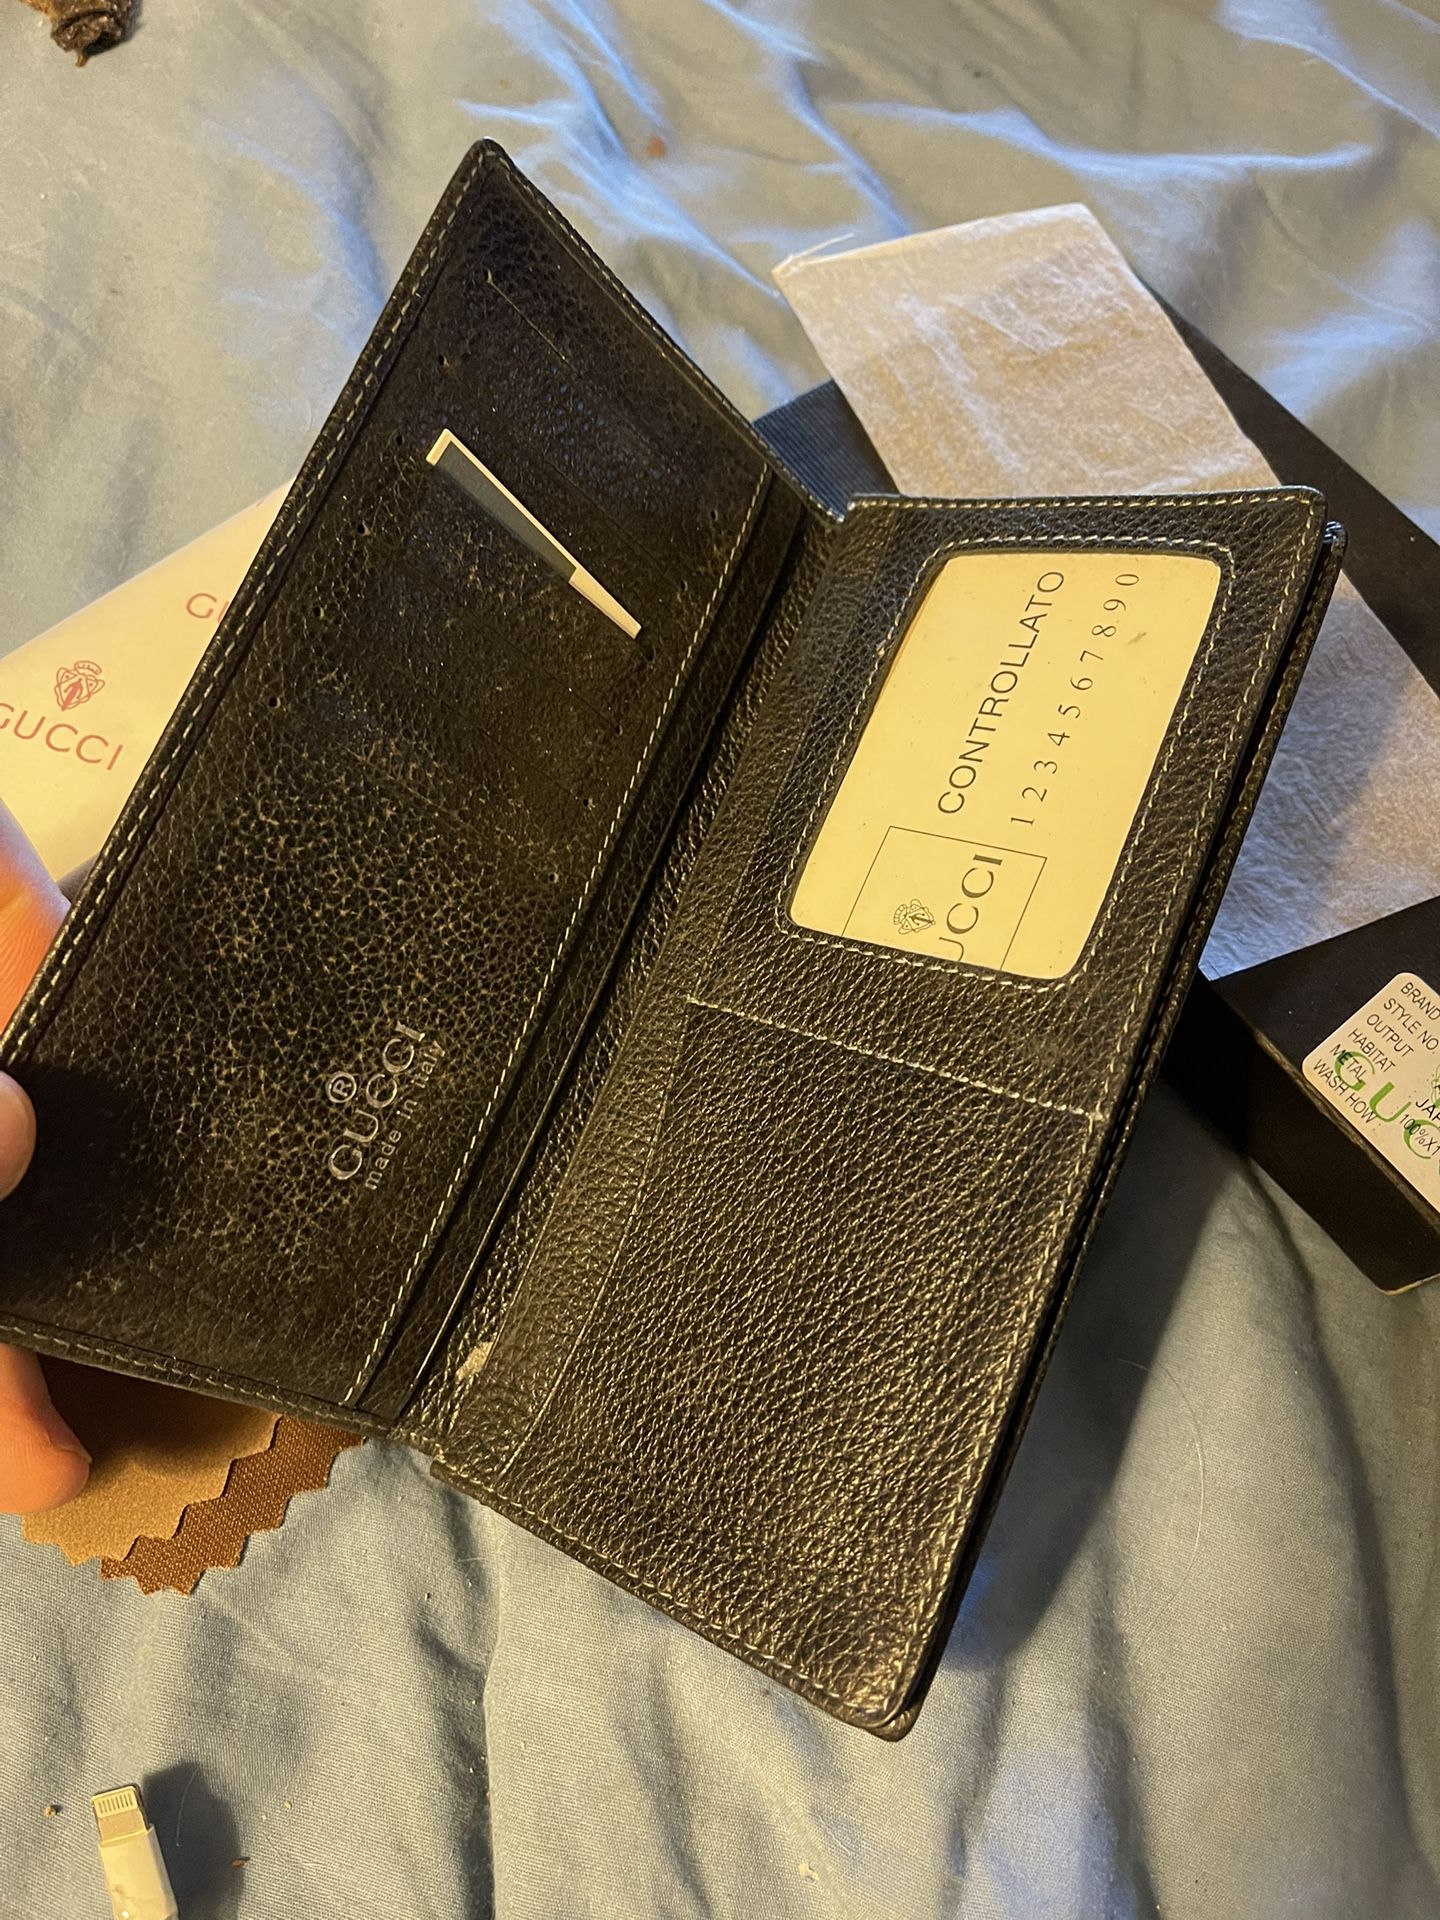 GUCCI
CONTROLLATO
1 2 3 4 5 6 7 8 9 0
UCCI
®
GUCCI
made in italy
BRAND
STYLE NO.
OUTPUT
HABITAT
METAL
WASH HOW:
100%